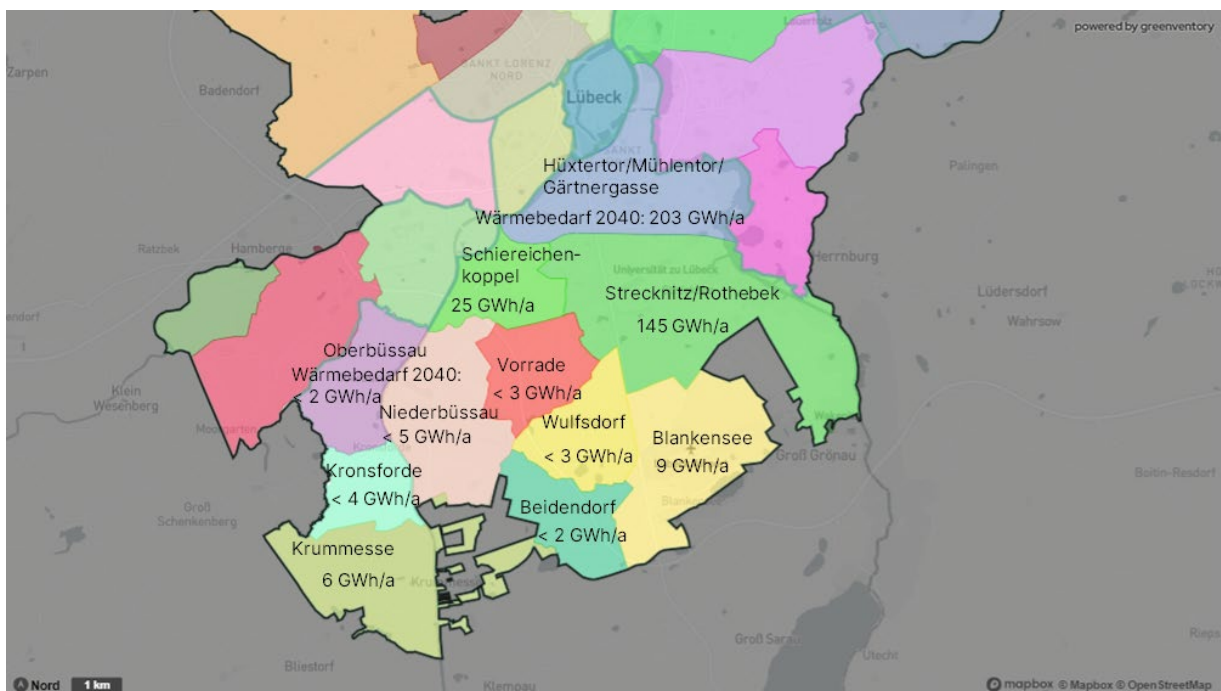 powered by greenventory
Lauerholz
Zarpen
SANKT LORENZ
NORD
Badendorf
Lübeck
SANKT
Palingen
Hüxtertor/Mühlentor/
Gärtnergasse
Wärmebedarf 2040: 203 GWh/a
Ratzbek
Hamberge
Schiereichen-
koppel
25 GWh/a
Universität zu Lübeck
Herrnburg
Strecknitz/Rothebek
145 GWh/a
Lüdersdorf
Wahrsow
Oberbüssau
Wärmebedarf 2040:
< 2 GWh/a
Vorrade
< 3 GWh/a
Klein
Wesenberg
Niederbüssau
< 5 GWh/a
Wulfsdorf
< 3 GWh/a
Blankensee
9 GWh/a
Groß Grönau
Boitin-Resdorf
Kronsforde
< 4 GWh/a
Blankensee
Groß
Schenkenberg
Beidendorf
< 2 GWh/a
Krummesse
6 GWh/a
Krummesse
Groß Sarau
Utecht
Bliestorf
Klempau
Nord
1 km
mapbox © Mapbox © OpenStreetMap